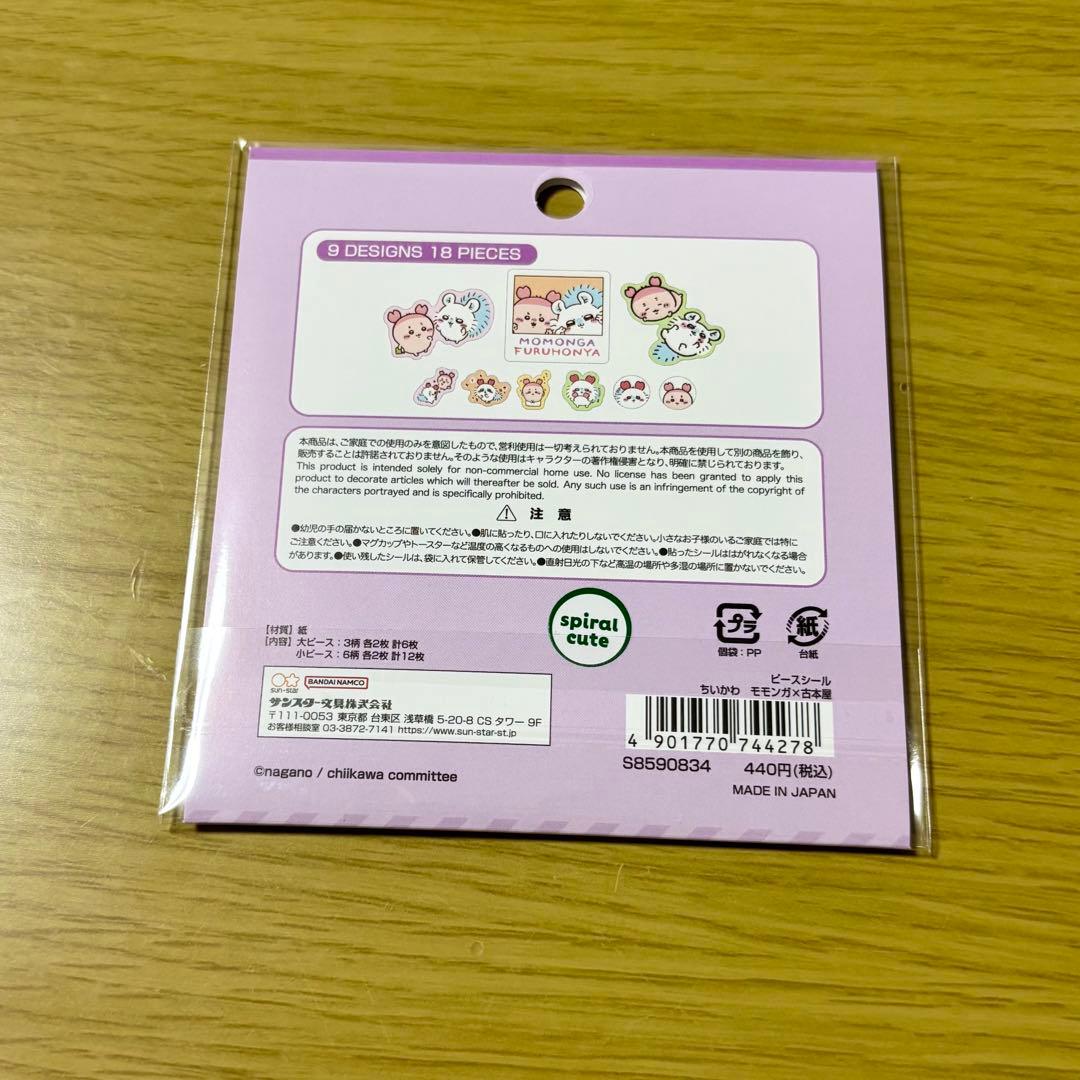 9 DESIGNS 18 PIECES
MOMONGA
FURUHONYA
本商品は、ご家庭での使用のみを意図したもので、営利使用は一切考えられておりません。本商品を使用して別の商品を飾り、
販売することは許諾されておりません。そのような使用はキャラクターの著作権侵害となり、明確に禁じられております。
This product is intended solely for non-commercial home use. No license has been granted to apply this
product to decorate articles which will thereafter be sold. Any such use is an infringement of the copyright of
the characters portrayed and is specifically prohibited.
注 意
●幼児の手の届かないところに置いてください。●肌に貼ったり、口に入れたりしないでください。小さなお子様のいるご家庭では特に
ご注意ください。●マグカップやトースターなど温度の高くなるものへの使用はしないでください。●貼ったシールははがれなくなる場合
があります。●使い残したシールは、袋に入れて保管してください。●直射日光の下など高温の場所や多湿の場所に置かないでください。
spiral
cute
プラ
個装:PP
紙
台紙
【材質】紙
【内容】大ピース:3柄 各2枚 計6枚
小ピース:6柄 各2枚 計12枚
sun-star
BANDAI NAMCO
サンスター文具株式会社
〒111-0053 東京都 台東区 浅草橋 5-20-8 CS タワー 9F
お客様相談室 03-3872-7141 https://www.sun-star-st.jp
©nagano / chiikawa committee
ピースシール
ちいかわ モモンガ×古本屋
4 901770 744278
S8590834 440円(税込)
MADE IN JAPAN